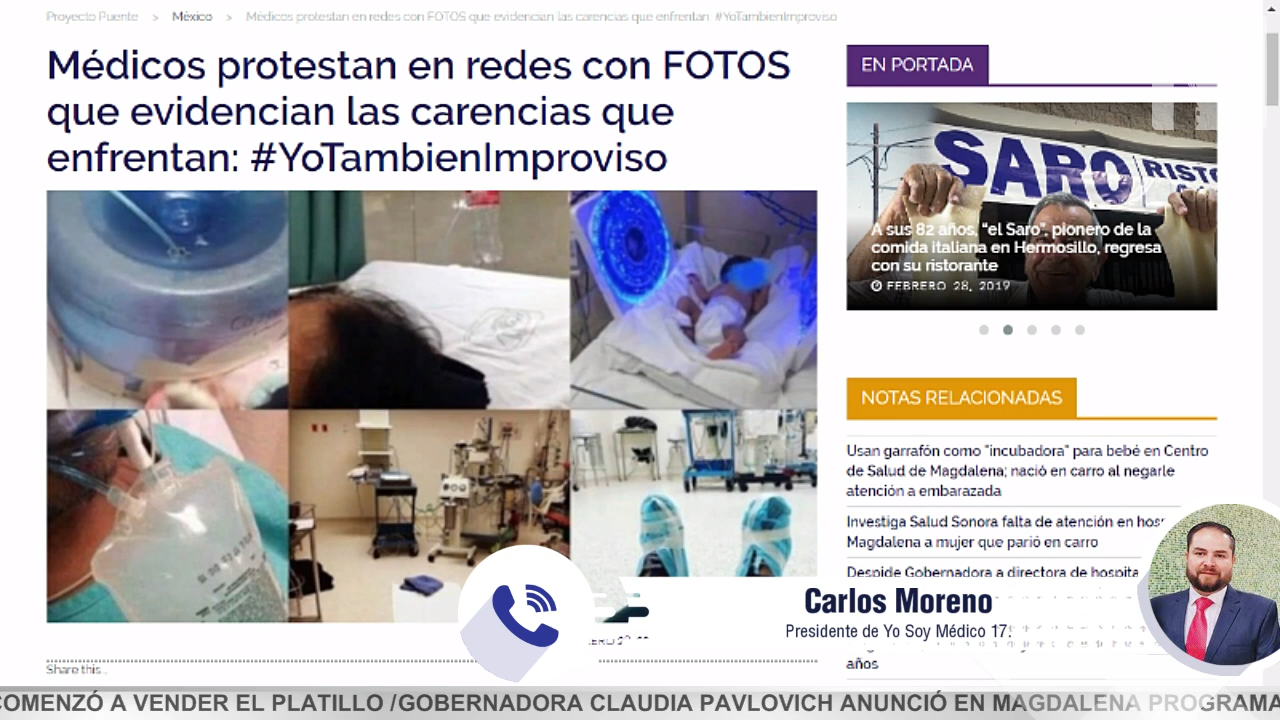 Proyecto Puente > México > Médicos protestan en redes con FOTOS que evidencian las carencias que enfrentan: #YoTambienImproviso
Médicos protestan en redes con FOTOS
que evidencian las carencias que
enfrentan: #YoTambienImproviso
Share this...
EN PORTADA
SARO
RISTO
A sus 82 años, "el Saro", pionero de la
comida italiana en Hermosillo, regresa
con su ristorante
FEBRERO 28, 2019
NOTAS RELACIONADAS
Usan garrafón como "incubadora" para bebé en Centro
de Salud de Magdalena; nació en carro al negarle
atención a embarazada
Investiga Salud Sonora falta de atención en hosp
Magdalena a mujer que parió en carro
Despide Gobernadora a directora de hospita
años
Carlos Moreno
Presidente de Yo Soy Médico 17.
COMENZÓ A VENDER EL PLATILLO /GOBERNADORA CLAUDIA PAVLOVICH ANUNCIÓ EN MAGDALENA PROGRAMA